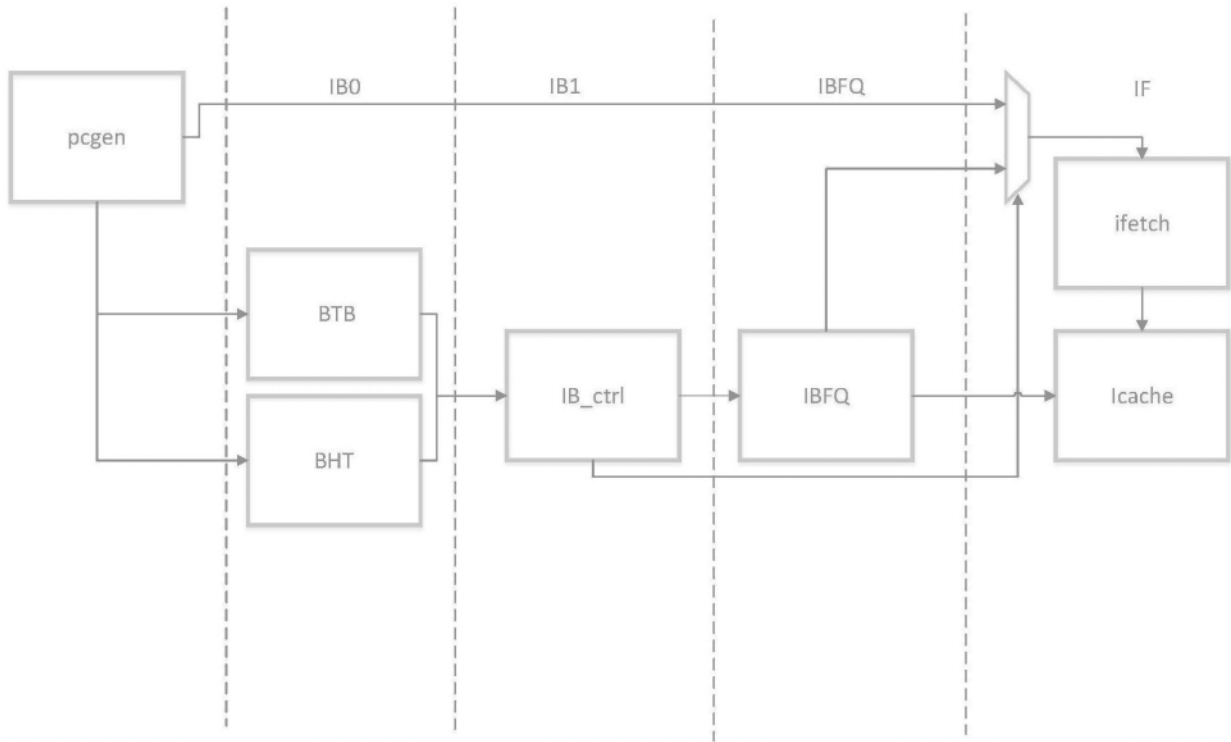 IB0
IB1
IBFQ
IF
pcgen
ifetch
BTB
IB_ctrl
IBFQ
Icache
BHT